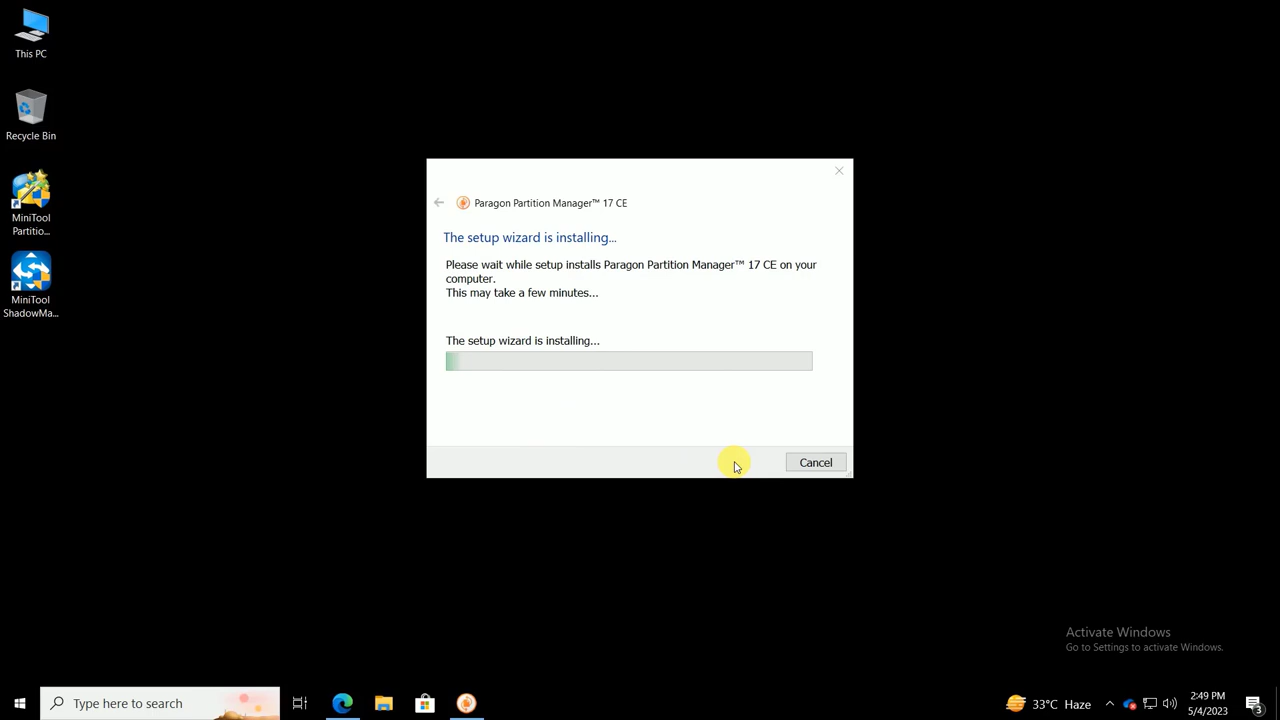 This PC
Recycle Bin
MiniTool
Partitio...
MiniTool
ShadowMa...
Paragon Partition Manager™ 17 CE
The setup wizard is installing...
Please wait while setup installs Paragon Partition Manager™ 17 CE on your
computer.
This may take a few minutes...
The setup wizard is installing...
Cancel
Activate Windows
Go to Settings to activate Windows.
Type here to search
33°C Haze
2:49 PM
5/4/2023
3